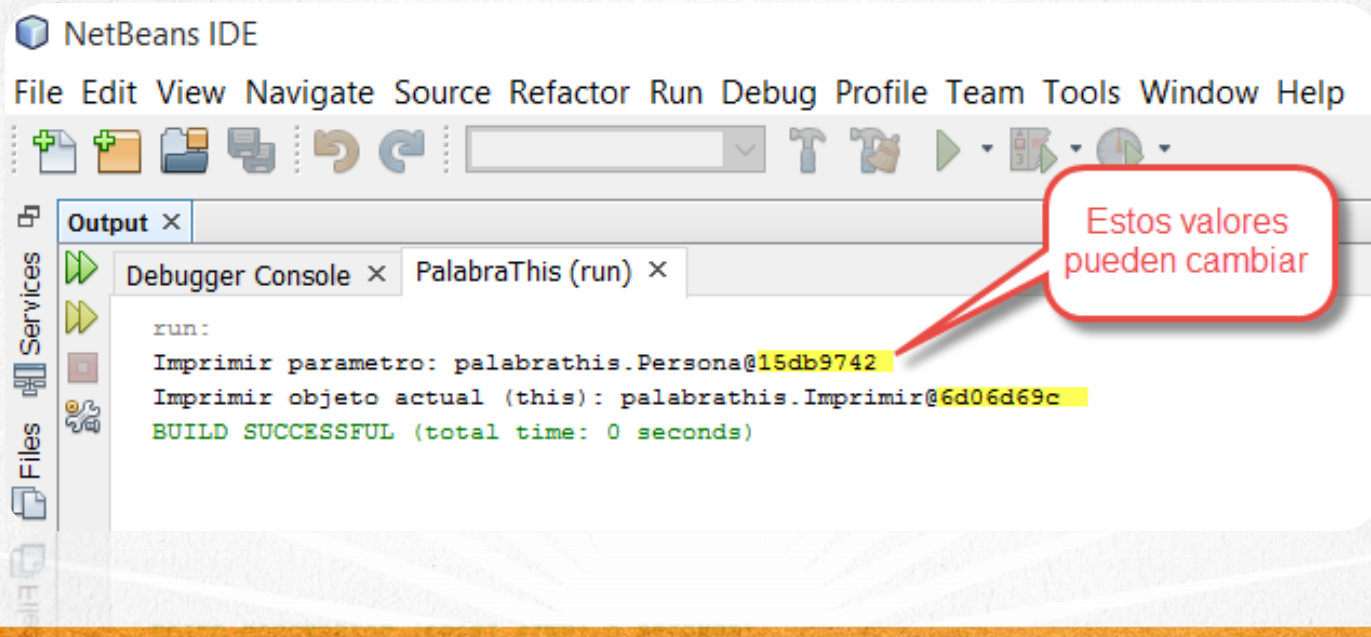 NetBeans IDE
File Edit View Navigate Source Refactor Run Debug Profile Team Tools Window Help
Output
Debugger Console
PalabraThis (run)
Estos valores
pueden cambiar
Services
Files
run:
Imprimir parametro: palabrathis.Persona@15db9742
Imprimir objeto actual (this): palabrathis.Imprimir@6d06d69c
BUILD SUCCESSFUL (total time: 0 seconds)